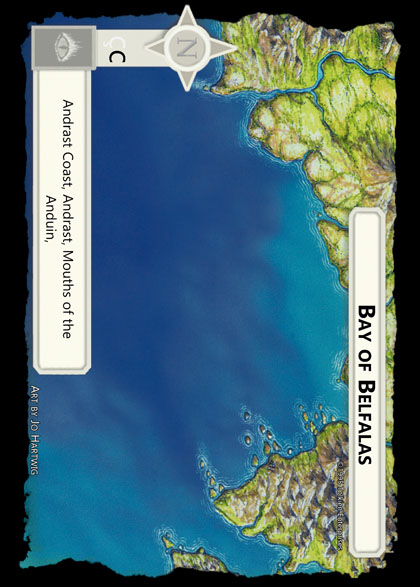 Bay of Belfalas
N
C
Andrast Coast, Andrast, Mouths of the
Anduin,
Art by Jo Hartwig